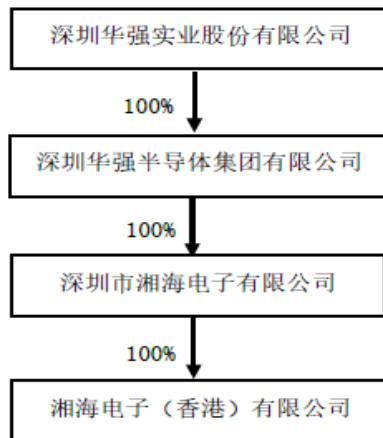 深圳华强实业股份有限公司
100%
深圳华强半导体集团有限公司
100%
深圳市湘海电子有限公司
100%
湘海电子（香港）有限公司